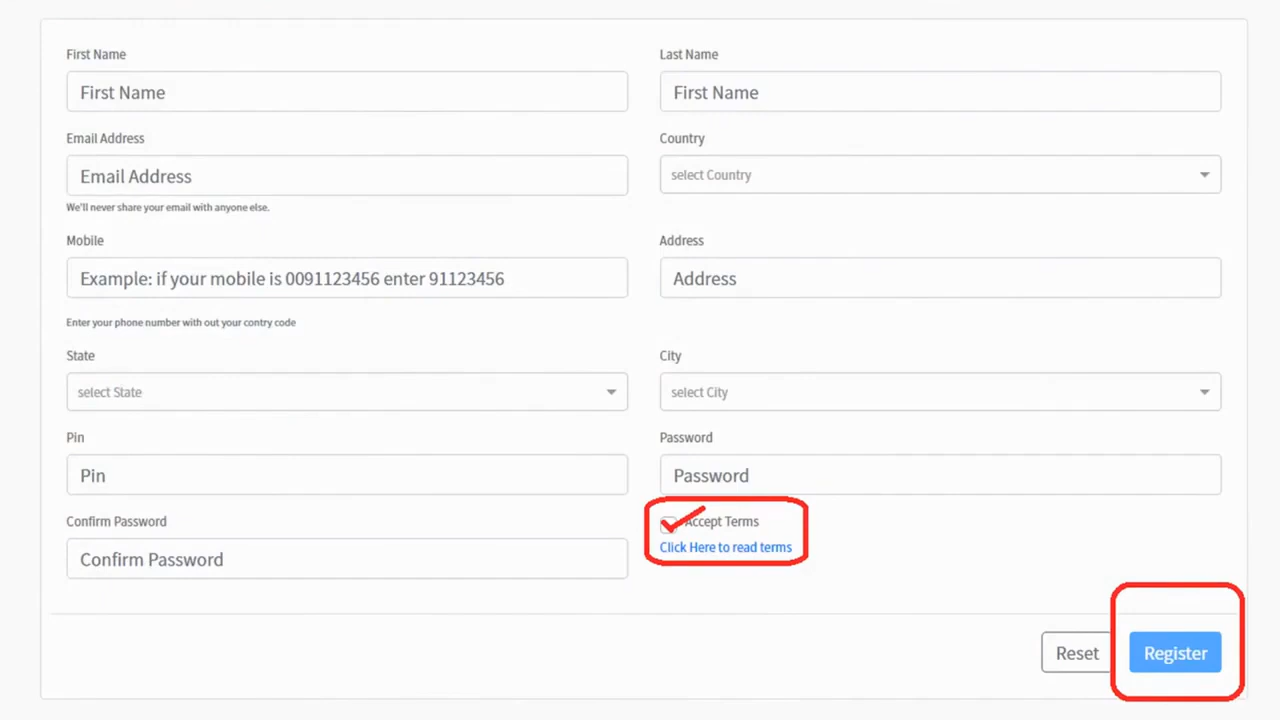 First Name
Last Name
First Name
First Name
Email Address
Country
Email Address
select Country
We'll never share your email with anyone else.
Mobile
Address
Example: if your mobile is 0091123456 enter 91123456
Address
Enter your phone number with out your contry code
State
City
select State
select City
Pin
Password
Pin
Password
Confirm Password
Accept Terms
Click Here to read terms
Confirm Password
Reset
Register